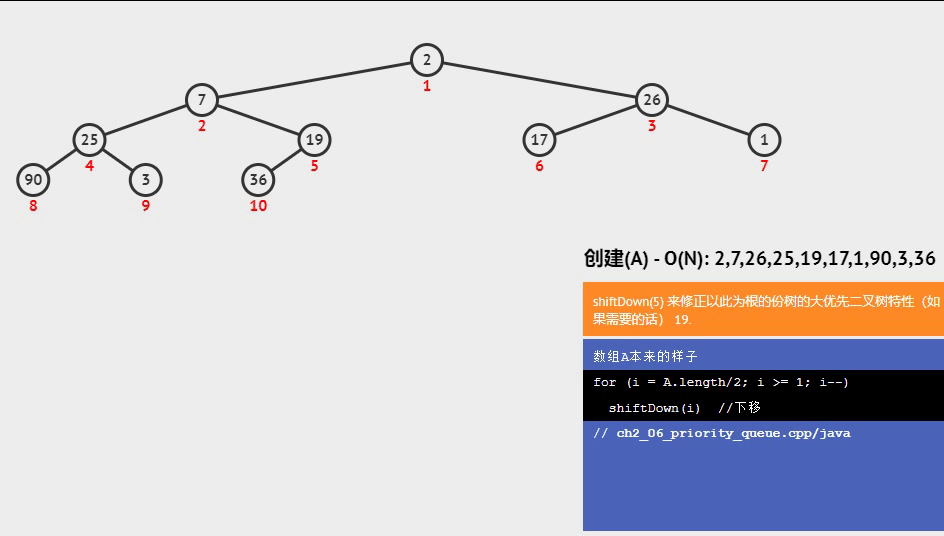 2
1
7
26
2
3
25
19
17
1
4
5
6
7
90
3
36
8
9
10
创建(A) - O(N): 2,7,26,25,19,17,1,90,3,36
shiftDown(5) 来修正以此为根的份树的大优先二叉树特性（如
果需要的话） 19.
数组A本来的样子
for (i = A.length/2; i >= 1; i--)
shiftDown(i) //下移
// ch2_06_priority_queue.cpp/java